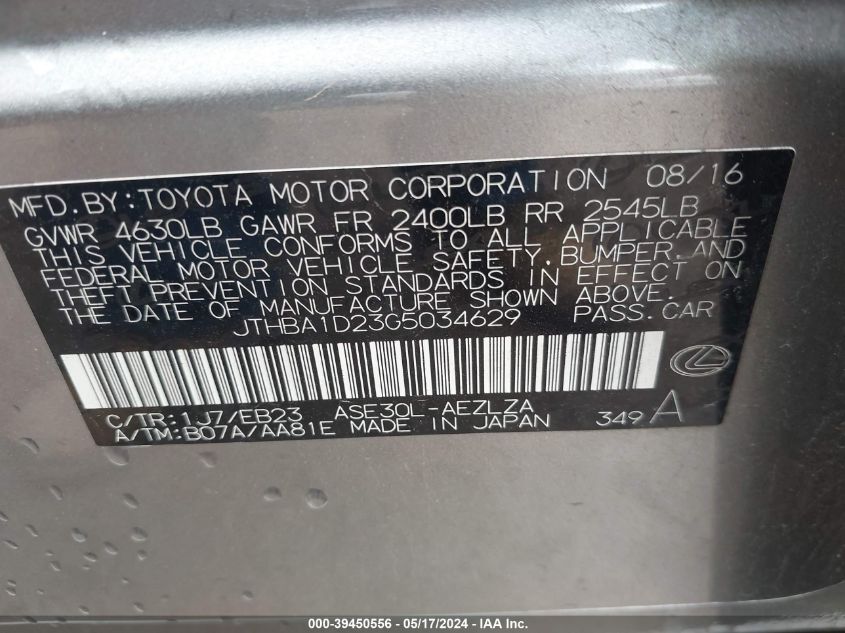 MFD.BY:TOYOTA MOTOR CORPORATION 08/16
GVWR 4630LB GAWR FR 2400LB RR 2545LB
THIS VEHICLE CONFORMS TO ALL APPLICABLE
FEDERAL MOTOR VEHICLE SAFETY,BUMPER,AND
THEFT PREVENTION STANDARDS IN EFFECT ON
THE DATE OF MANUFACTURE SHOWN ABOVE.
JTHBA1D23G5034629 PASS.CAR
C/TR:1J7/EB23 ASE30L-AEZLZA
A/TM:B07A/AA81E MADE IN JAPAN 349 A
000-39450556 - 05/17/2024 - IAA Inc.